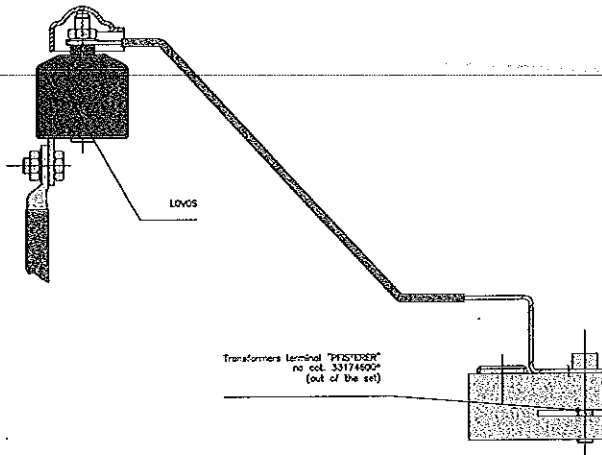 LOVOS
Transformers terminal "PFISTERER"
no cat. 33174600*
(out of the set)